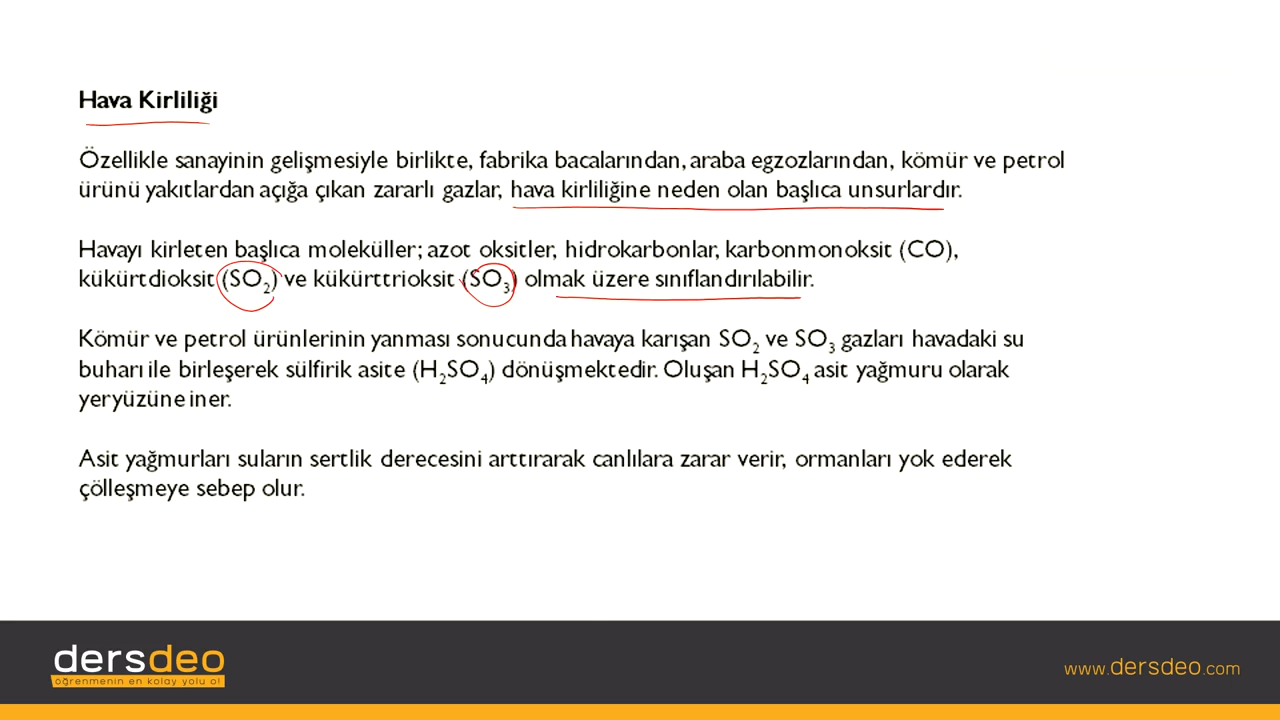 Hava Kirliliği
Özellikle sanayinin gelişmesiyle birlikte, fabrika bacalarından, araba egzozlarından, kömür ve petrol
ürünü yakıtlardan açığa çıkan zararlı gazlar, hava kirliliğine neden olan başlıca unsurlardır.
Havayı kirleten başlıca moleküller; azot oksitler, hidrokarbonlar, karbonmonoksit (CO),
kükürtdioksit (SO₂) ve kükürttrioksit (SO₃) olmak üzere sınıflandırılabilir.
Kömür ve petrol ürünlerinin yanması sonucunda havaya karışan SO₂ ve SO₃ gazları havadaki su
buharı ile birleşerek sülfirik asite (H₂SO₄) dönüşmektedir. Oluşan H₂SO₄ asit yağmuru olarak
yeryüzüne iner.
Asit yağmurları suların sertlik derecesini arttırarak canlılara zarar verir, ormanları yok ederek
çölleşmeye sebep olur.
dersdeo
öğrenmenin en kolay yolu o!
www.dersdeo.com